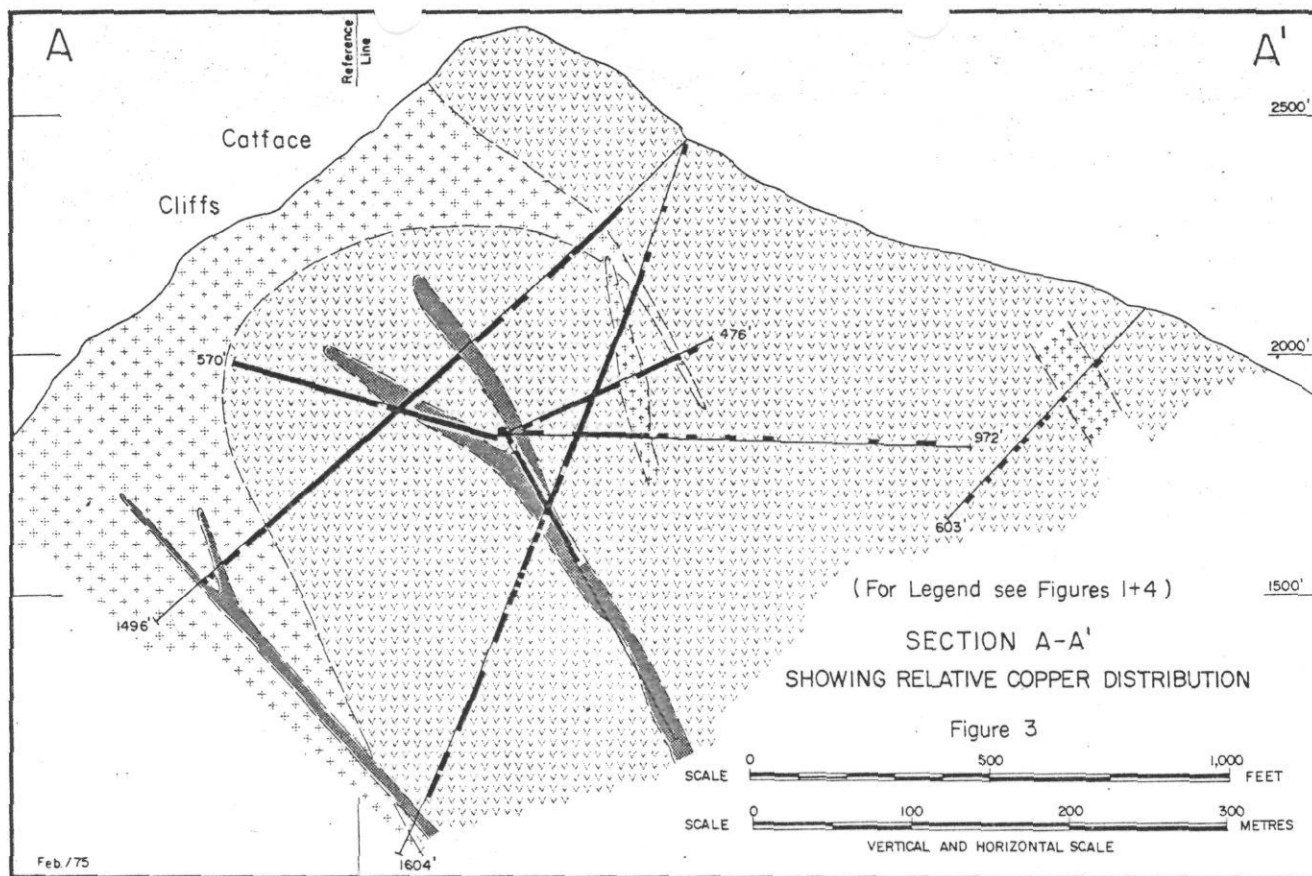 A
Reference
Line
A'
2500'
Catface
Cliffs
476'
2000'
570'
972'
603'
(For Legend see Figures 1+4)
1500'
1496'
SECTION A-A'
SHOWING RELATIVE COPPER DISTRIBUTION
Figure 3
SCALE 0 500 1,000 FEET
SCALE 0 100 200 300 METRES
VERTICAL AND HORIZONTAL SCALE
Feb./75
1604'